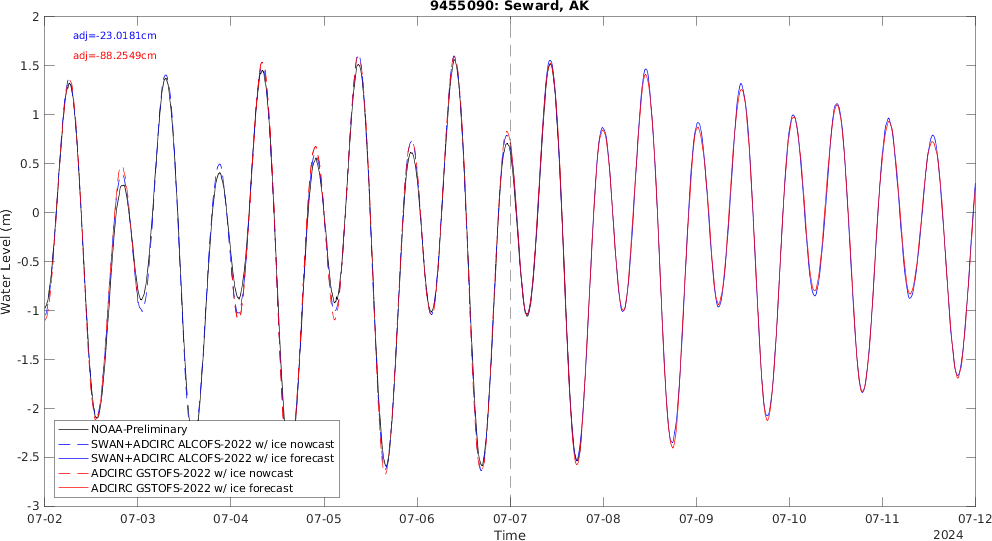 9455090: Seward, AK
adj=-23.0181cm
adj=-88.2549cm
2
1.5
1
0.5
0
-0.5
-1
-1.5
-2
-2.5
-3
Water Level (m)
NOAA-Preliminary
SWAN+ADCIRC ALCOFS-2022 w/ ice nowcast
SWAN+ADCIRC ALCOFS-2022 w/ ice forecast
ADCIRC GSTOFS-2022 w/ ice nowcast
ADCIRC GSTOFS-2022 w/ ice forecast
07-02 07-03 07-04 07-05 07-06 07-07 07-08 07-09 07-10 07-11 07-12
Time
2024